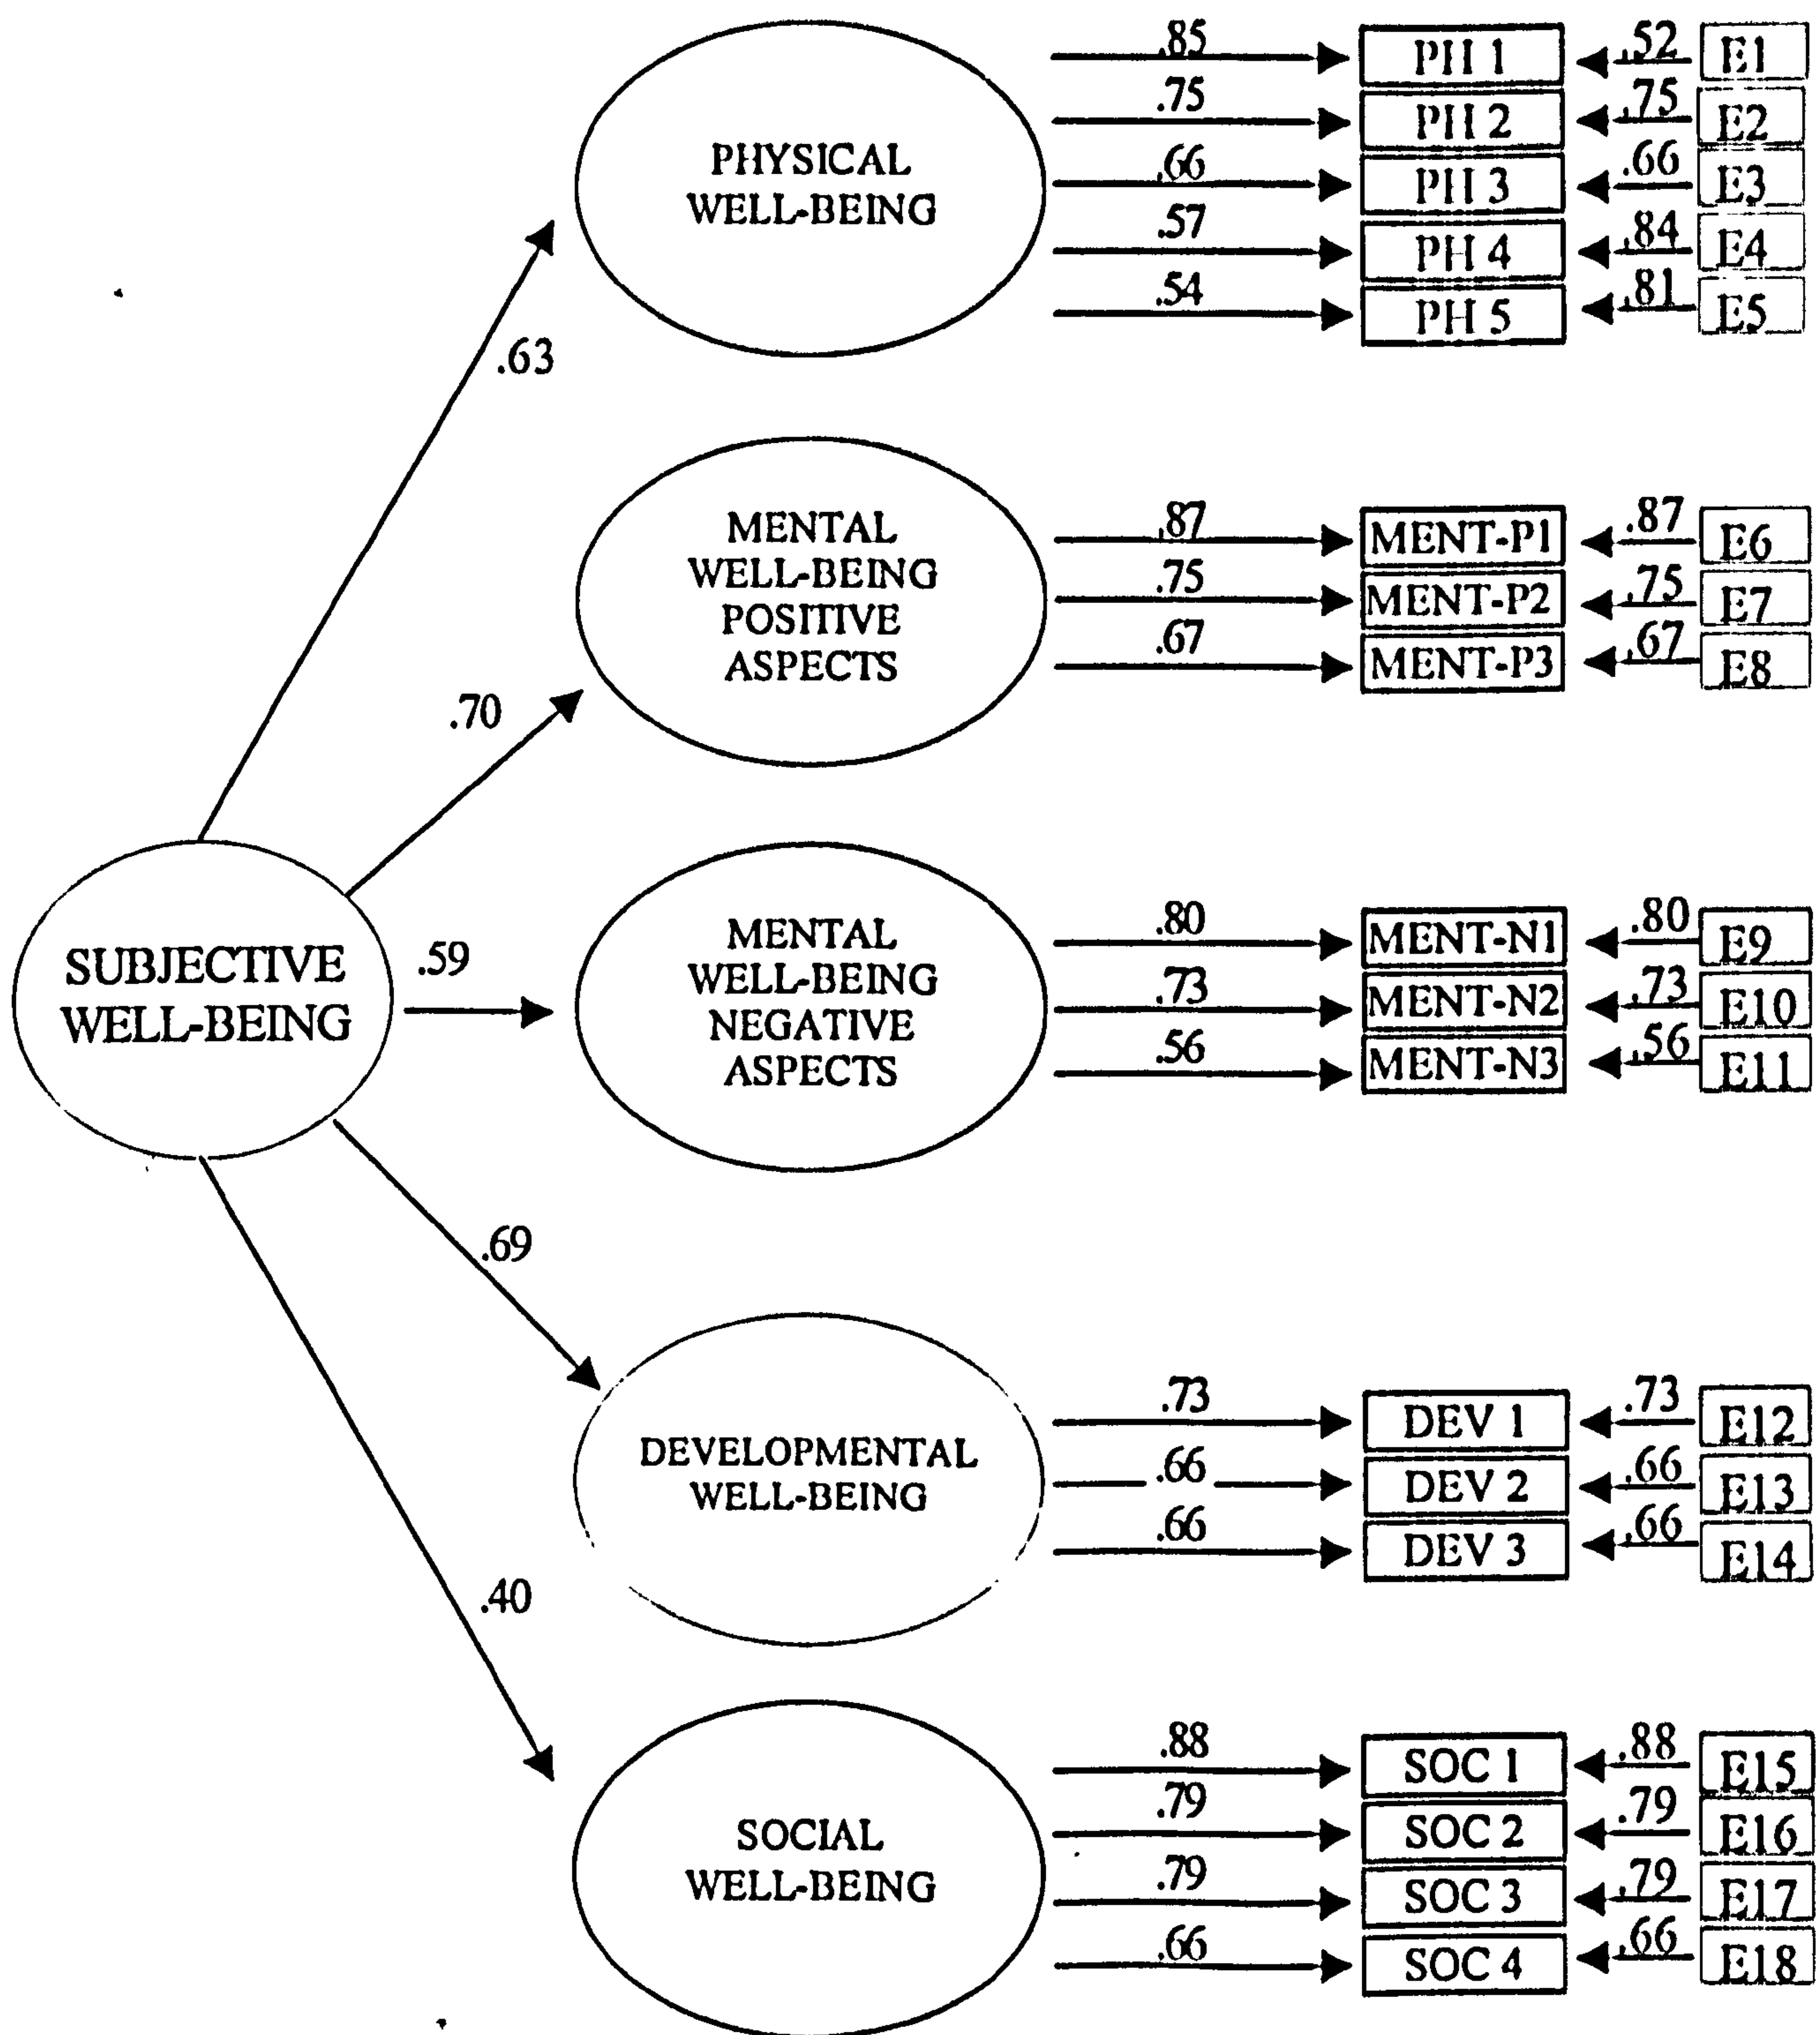 .85 PH 1 .52 E1
.75 PH 2 .75 E2
PHYSICAL
.66 PH 3 .66 E3
WELL-BEING
.57 PH 4 .84 E4
.54 PH 5 .81 E5
.63
MENTAL
WELL-BEING
POSITIVE
ASPECTS
.87 MENT-P1 .87 E6
.75 MENT-P2 .75 E7
.67 MENT-P3 .67 E8
.70
SUBJECTIVE
WELL-BEING
.59
MENTAL
WELL-BEING
NEGATIVE
ASPECTS
.80 MENT-N1 .80 E9
.73 MENT-N2 .73 E10
.56 MENT-N3 .56 E11
.69
DEVELOPMENTAL
WELL-BEING
.73 DEV 1 .73 E12
.66 DEV 2 .66 E13
.66 DEV 3 .66 E14
.40
SOCIAL
WELL-BEING
.88 SOC 1 .88 E15
.79 SOC 2 .79 E16
.79 SOC 3 .79 E17
.66 SOC 4 .66 E18